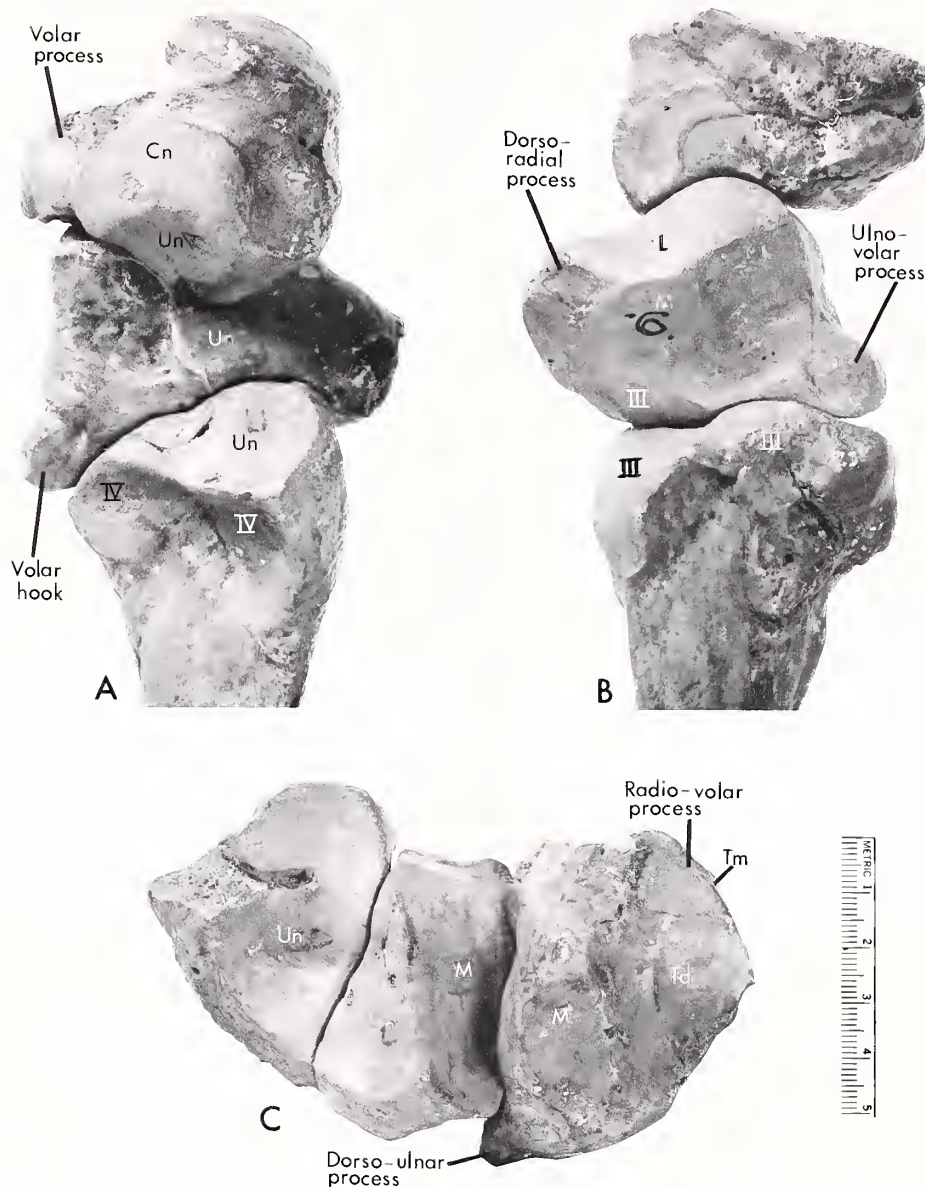 Volar
process
Cn
Un
Un
Un
IV
IV
Volar
hook
A
Dorso-
radial
process
L
M
6
III
Ulno-
volar
process
III
III
B
Radio-volar
process
Tm
Un
M
M
Td
C
Dorso-ulnar
process
METRIC 1
2
3
4
5